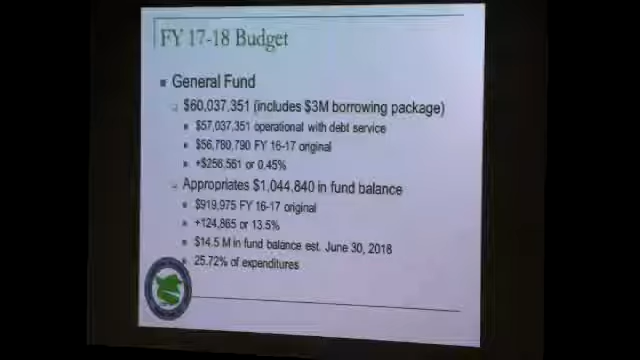 FY 17-18 Budget
General Fund
$60,037,351 (includes $3M borrowing package)
$57,037,351 operational with debt service
$56,780,790 FY 16-17 original
+$256,561 or 0.45%
Appropriates $1,044,840 in fund balance
$919,975 FY 16-17 original
+124,865 or 13.5%
$14.5 M in fund balance est. June 30, 2018
25.72% of expenditures